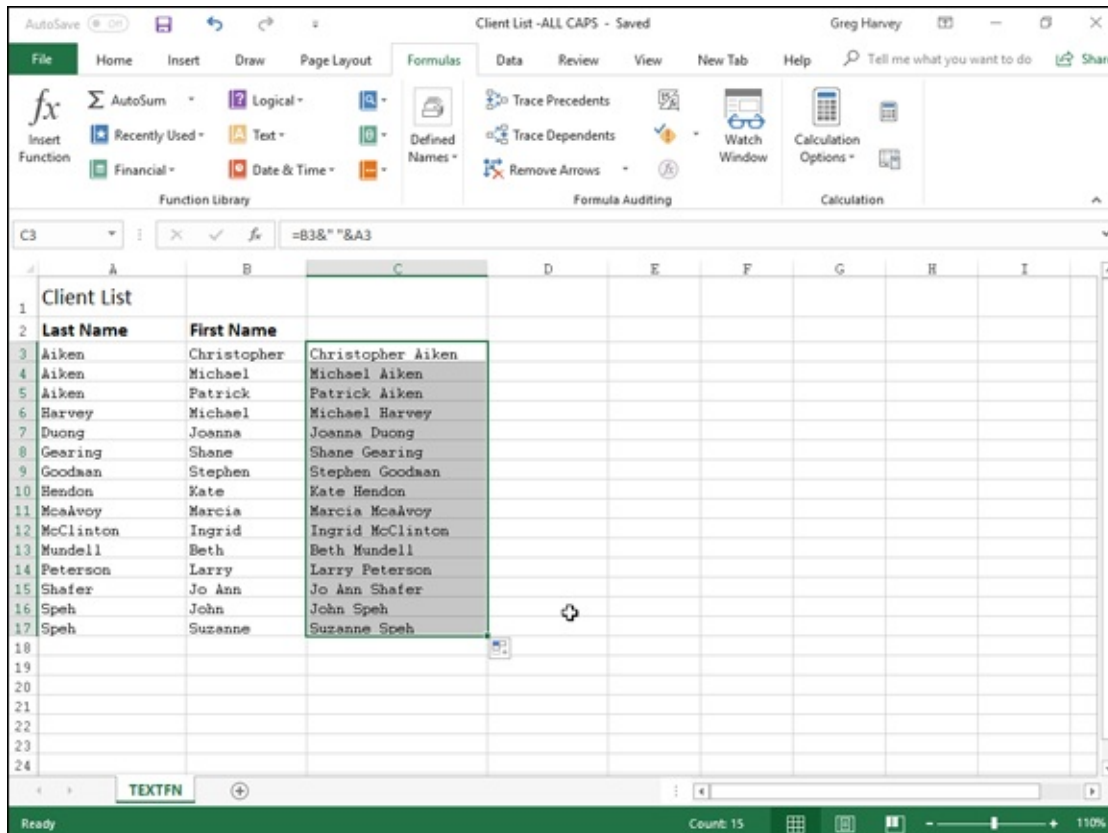 AutoSave Off Client List -ALL CAPS - Saved Greg Harvey
File Home Insert Draw Page Layout Formulas Data Review View New Tab Help Tell me what you want to do Shar
fx Insert Function
Σ AutoSum
Recently Used
Financial
Logical
Text
Date & Time
Function Library
Defined Names
Trace Precedents
Trace Dependents
Remove Arrows
Formula Auditing
Watch Window
Calculation Options
Calculation
C3 fx =B3&" "&A3
A B C D E F G H I
1 Client List
2 Last Name First Name
3 Aiken Christopher Christopher Aiken
4 Aiken Michael Michael Aiken
5 Aiken Patrick Patrick Aiken
6 Harvey Michael Michael Harvey
7 Duong Joanna Joanna Duong
8 Gearing Shane Shane Gearing
9 Goodman Stephen Stephen Goodman
10 Hendon Kate Kate Hendon
11 McaAvoy Marcia Marcia McaAvoy
12 McClinton Ingrid Ingrid McClinton
13 Mundell Beth Beth Mundell
14 Peterson Larry Larry Peterson
15 Shafer Jo Ann Jo Ann Shafer
16 Speh John John Speh
17 Speh Suzanne Suzanne Speh
18
19
20
21
22
23
24
TEXTFN
Ready Count: 15 110%